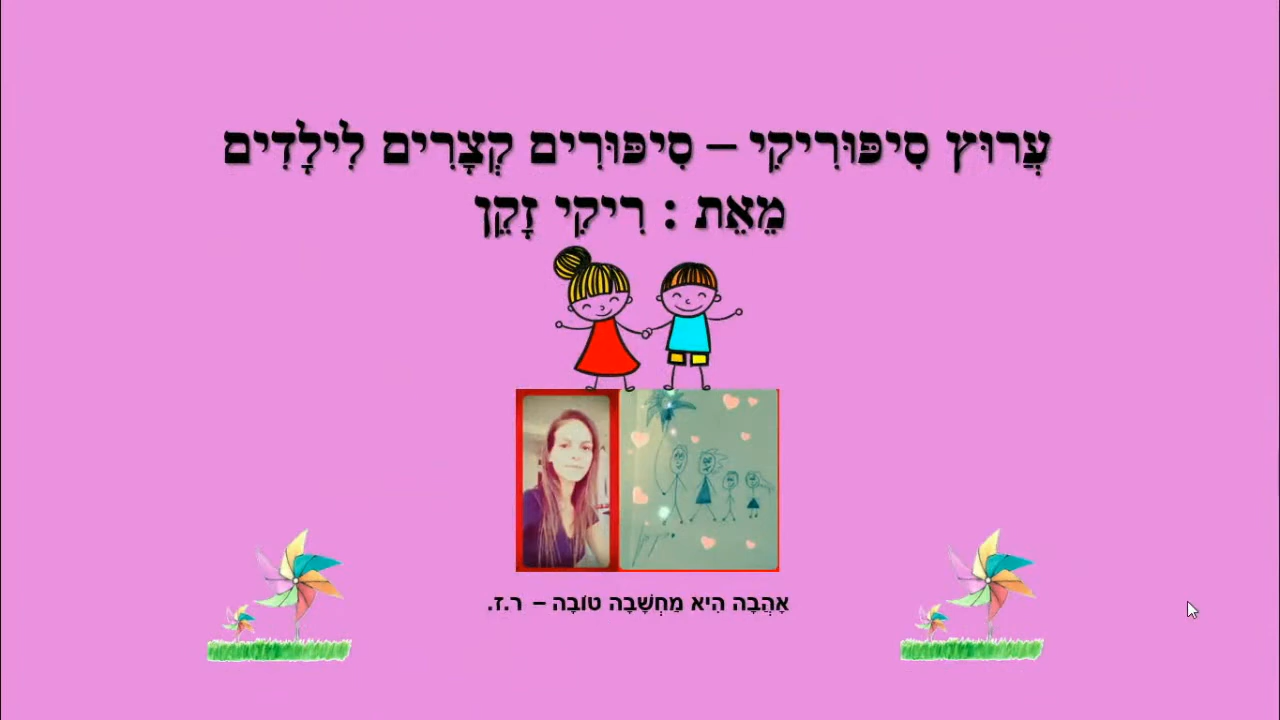 עֲרוּץ סִיפּוּרִיקִי – סִיפּוּרִים קְצָרִים לִילָדִים
מֵאֵת : רִיקִי זָקֵן
אַהֲבָה הִיא מַחְשָׁבָה טוֹבָה – ר.ז.